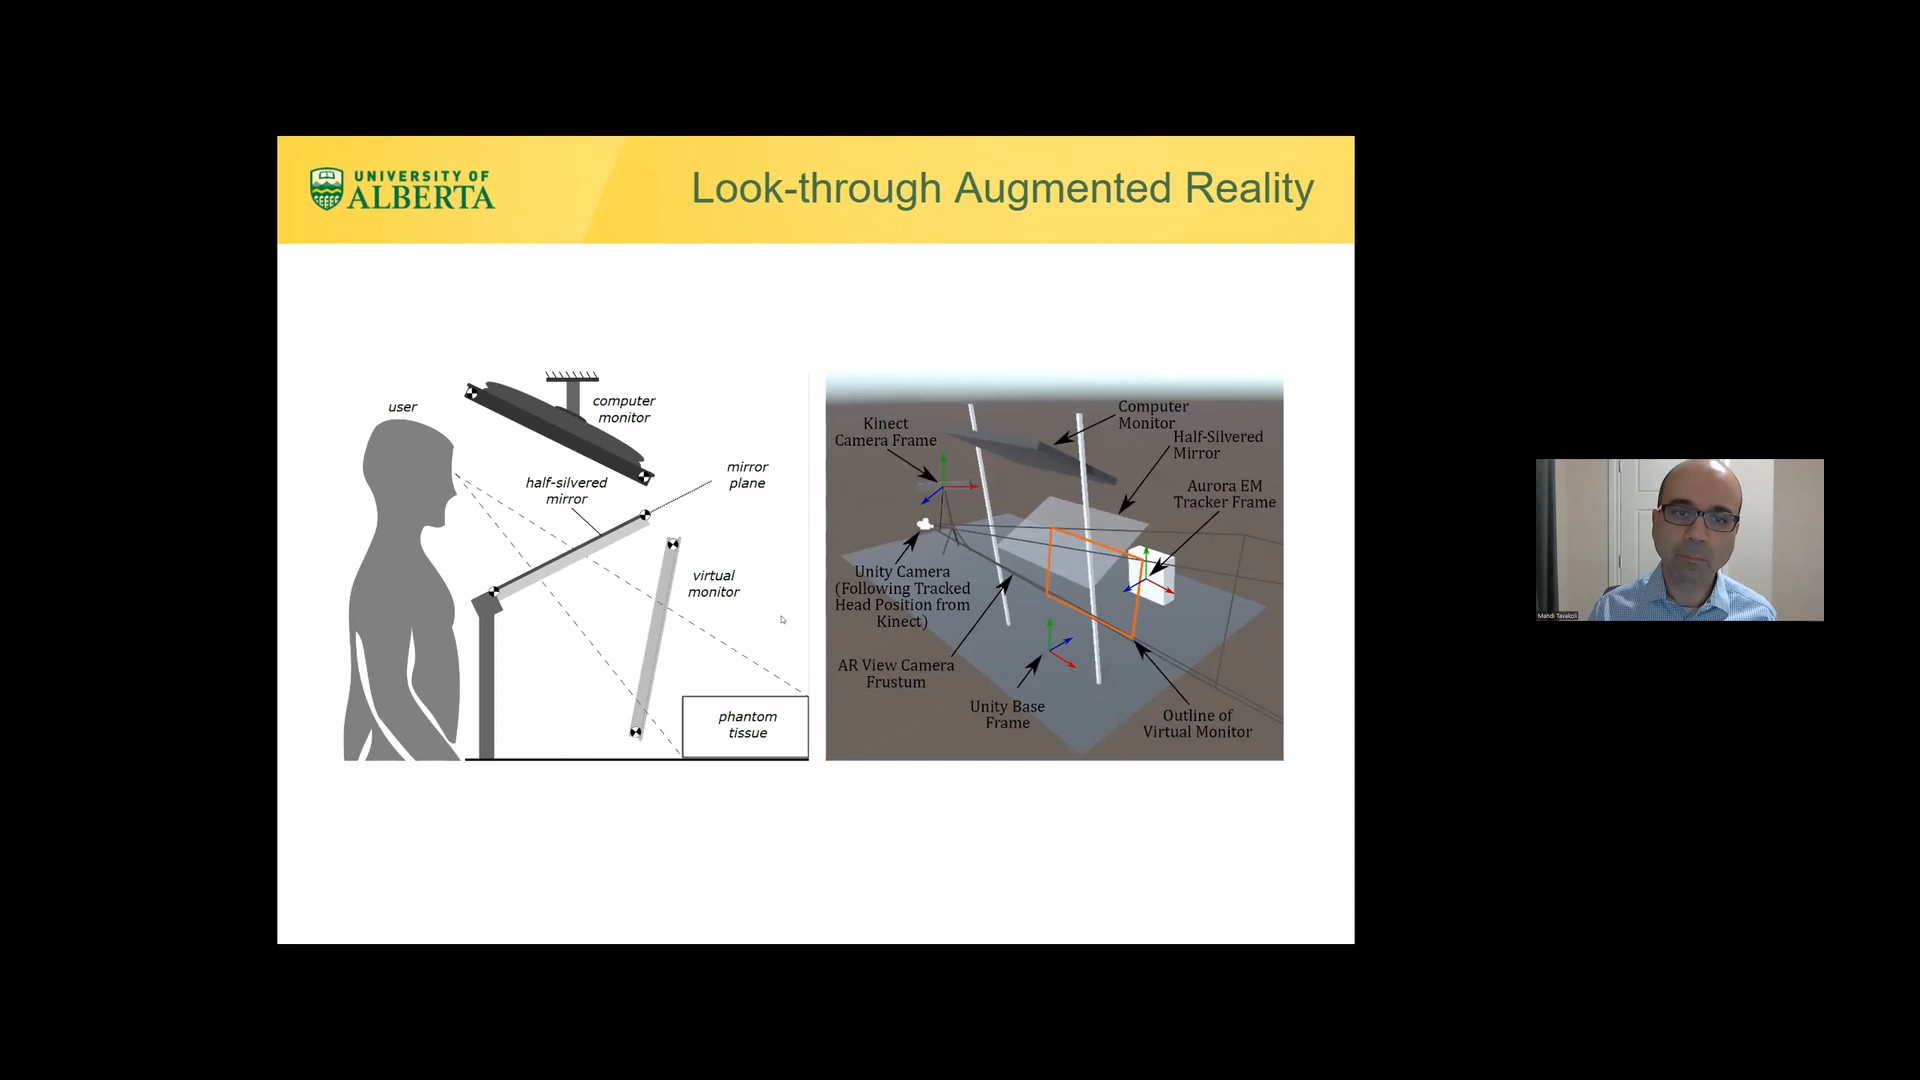 UNIVERSITY OF
ALBERTA
Look-through Augmented Reality
user
computer
monitor
half-silvered
mirror
mirror
plane
virtual
monitor
phantom
tissue
Kinect
Camera Frame
Computer
Monitor
Half-Silvered
Mirror
Aurora EM
Tracker Frame
Unity Camera
(Following Tracked
Head Position from
Kinect)
AR View Camera
Frustum
Unity Base
Frame
Outline of
Virtual Monitor
Mahdi Tavakoli